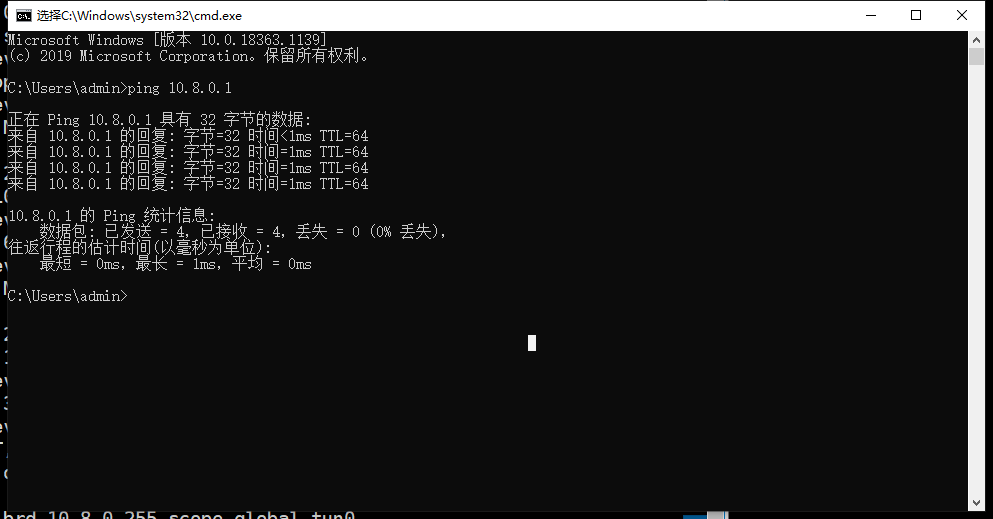 选择C:\Windows\system32\cmd.exe
Microsoft Windows [版本 10.0.18363.1139]
(c) 2019 Microsoft Corporation。保留所有权利。
C:\Users\admin>ping 10.8.0.1
正在 Ping 10.8.0.1 具有 32 字节的数据:
来自 10.8.0.1 的回复: 字节=32 时间<1ms TTL=64
来自 10.8.0.1 的回复: 字节=32 时间=1ms TTL=64
来自 10.8.0.1 的回复: 字节=32 时间=1ms TTL=64
来自 10.8.0.1 的回复: 字节=32 时间=1ms TTL=64
10.8.0.1 的 Ping 统计信息:
数据包: 已发送 = 4，已接收 = 4，丢失 = 0 (0% 丢失)，
往返行程的估计时间(以毫秒为单位):
最短 = 0ms，最长 = 1ms，平均 = 0ms
C:\Users\admin>
brd 10.8.0.255 scope global tun0